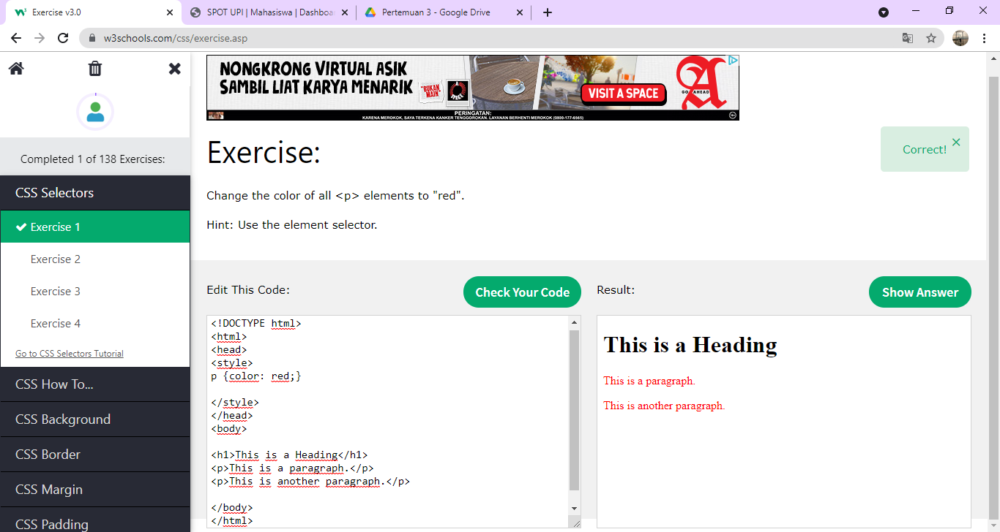 Exercise v3.0
SPOT UPI | Mahasiswa | Dashboa
Pertemuan 3 - Google Drive
w3schools.com/css/exercise.asp
NONGKRONG VIRTUAL ASIK
SAMBIL LIAT KARYA MENARIK
"BUKAN MAIN"
VISIT A SPACE
GO AHEAD
PERINGATAN:
KARENA MEROKOK, SAYA TERKENA KANKER TENGGOROKAN. LAYANAN BERHENTI MEROKOK (0800-177-6565)
Completed 1 of 138 Exercises:
CSS Selectors
Exercise 1
Exercise 2
Exercise 3
Exercise 4
Go to CSS Selectors Tutorial
CSS How To...
CSS Background
CSS Border
CSS Margin
CSS Padding
Exercise:
Correct!
Change the color of all <p> elements to "red".
Hint: Use the element selector.
Edit This Code:
Check Your Code
<!DOCTYPE html>
<html>
<head>
<style>
p {color: red;}
</style>
</head>
<body>
<h1>This is a Heading</h1>
<p>This is a paragraph.</p>
<p>This is another paragraph.</p>
</body>
</html>
Result:
Show Answer
This is a Heading
This is a paragraph.
This is another paragraph.